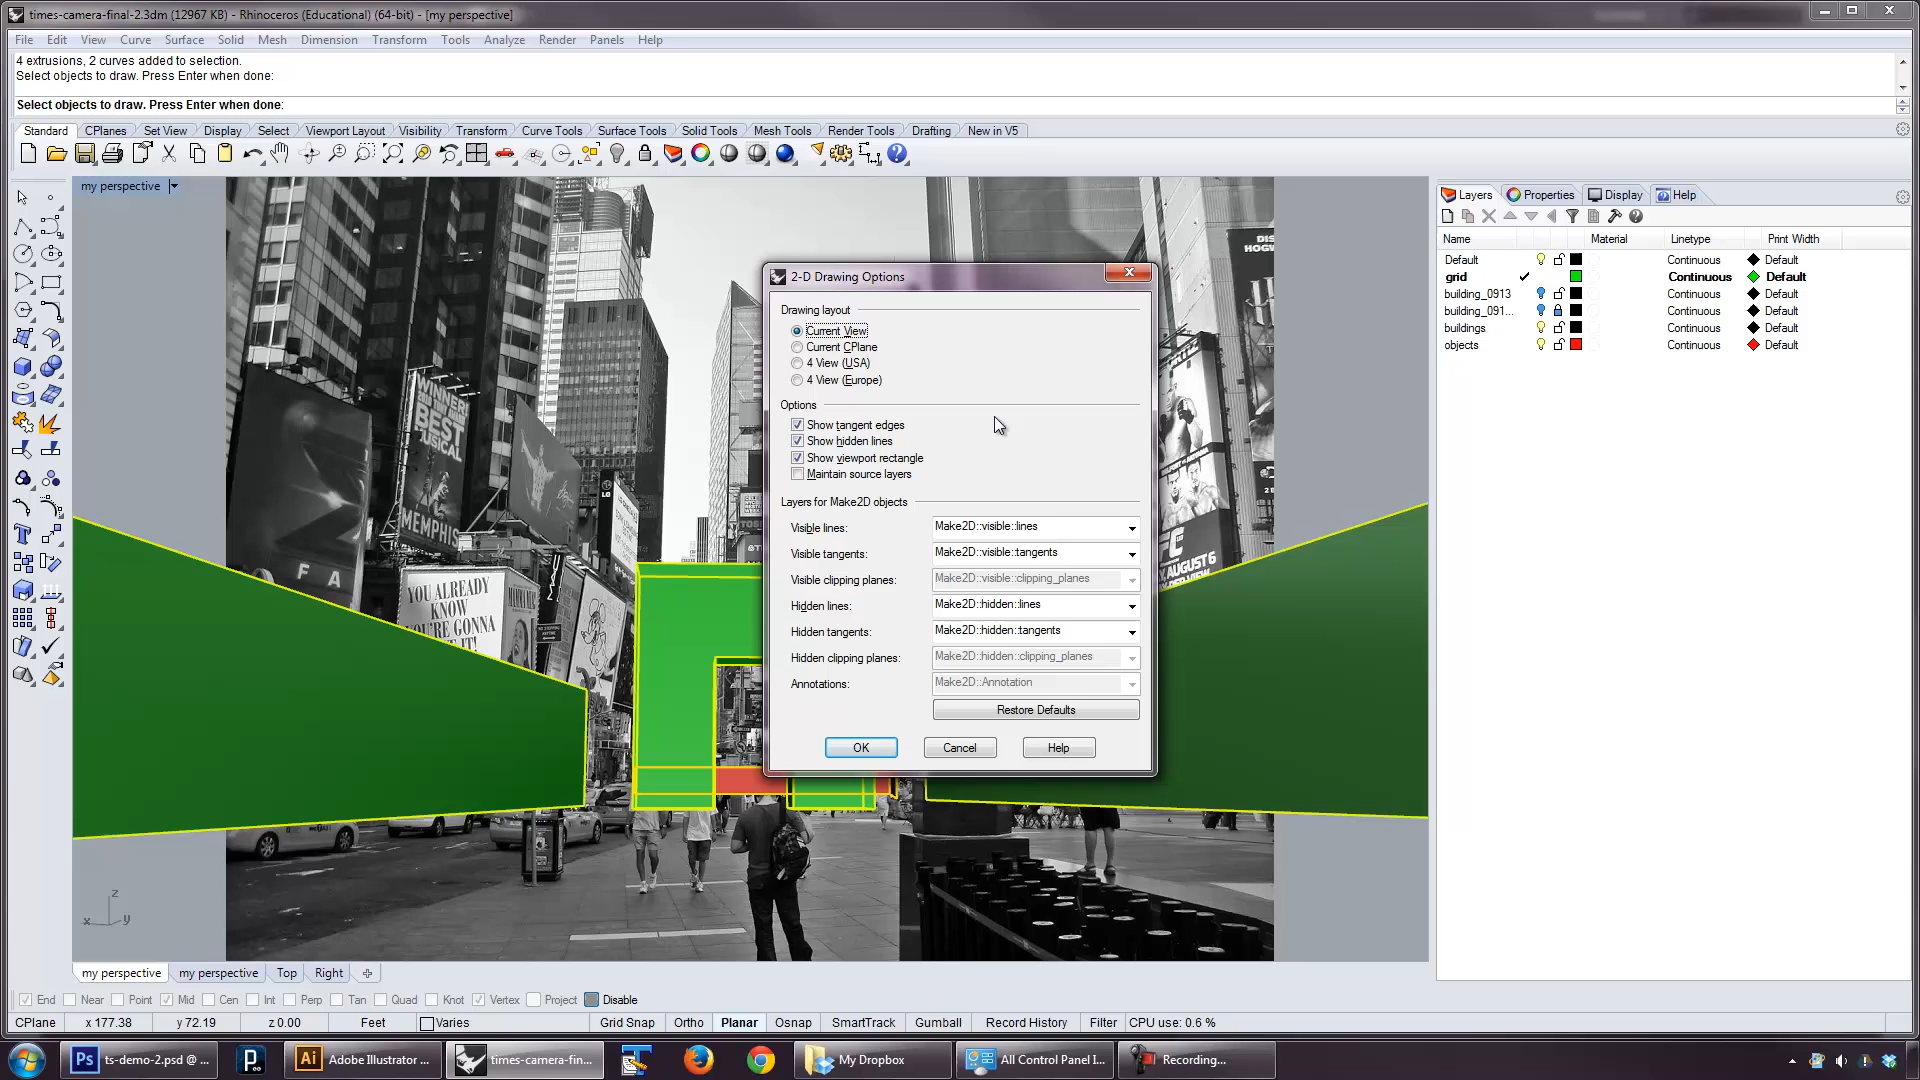 times-camera-final-2.3dm (12967 KB) - Rhinoceros (Educational) (64-bit) - [my perspective]
File Edit View Curve Surface Solid Mesh Dimension Transform Tools Analyze Render Panels Help
4 extrusions, 2 curves added to selection.
Select objects to draw. Press Enter when done:
Select objects to draw. Press Enter when done:
Standard CPlanes Set View Display Select Viewport Layout Visibility Transform Curve Tools Surface Tools Solid Tools Mesh Tools Render Tools Drafting New in V5
my perspective
Layers Properties Display Help
Name Material Linetype Print Width
Default Continuous Default
grid Continuous Default
building_0913 Continuous Default
building_091... Continuous Default
buildings Continuous Default
objects Continuous Default
2-D Drawing Options
Drawing layout
Current View
Current CPlane
4 View (USA)
4 View (Europe)
Options
Show tangent edges
Show hidden lines
Show viewport rectangle
Maintain source layers
Layers for Make2D objects
Visible lines: Make2D::visible::lines
Visible tangents: Make2D::visible::tangents
Visible clipping planes: Make2D::visible::clipping_planes
Hidden lines: Make2D::hidden::lines
Hidden tangents: Make2D::hidden::tangents
Hidden clipping planes: Make2D::hidden::clipping_planes
Annotations: Make2D::Annotation
Restore Defaults
OK Cancel Help
WINNER!
BEST
MUSICAL
MEMPHIS
LG
F A
YOU ALREADY
KNOW
YOU'RE GONNA
IT!
HOGW
AUGUST 6
z
x y
my perspective my perspective Top Right
End Near Point Mid Cen Int Perp Tan Quad Knot Vertex Project Disable
CPlane x 177.38 y 72.19 z 0.00 Feet Varies Grid Snap Ortho Planar Osnap SmartTrack Gumball Record History Filter CPU use: 0.6 %
Ps ts-demo-2.psd @ ... Ai Adobe Illustrator ... times-camera-fin... My Dropbox All Control Panel I... Recording...